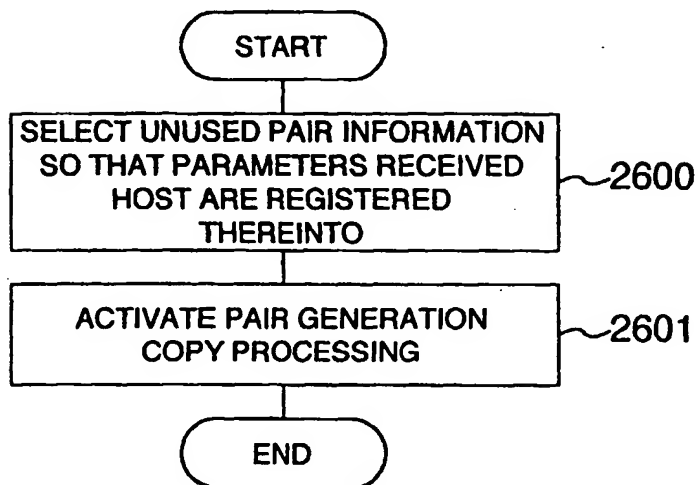 START
SELECT UNUSED PAIR INFORMATION
SO THAT PARAMETERS RECEIVED
HOST ARE REGISTERED
THEREINTO
2600
ACTIVATE PAIR GENERATION
COPY PROCESSING
2601
END